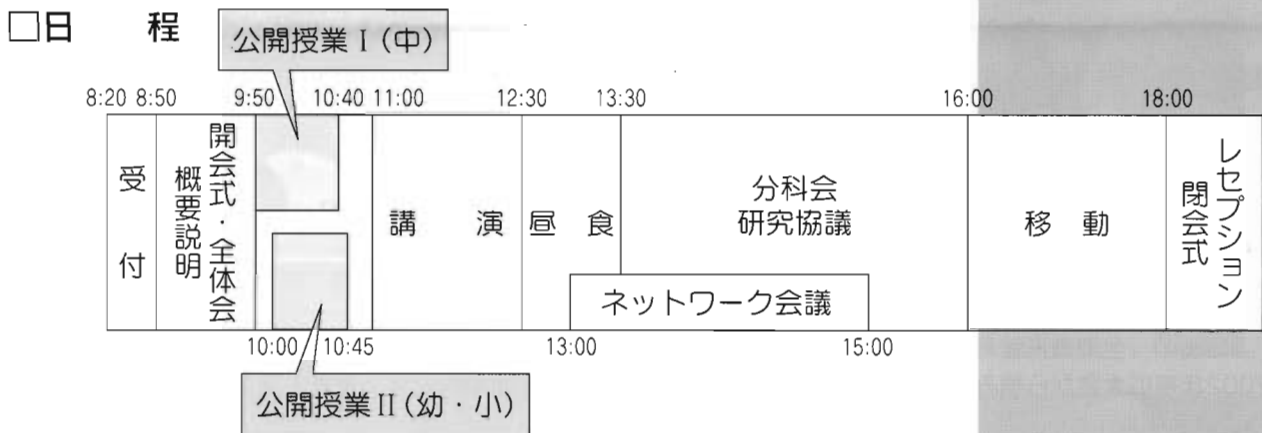 □日 程
公開授業Ⅰ(中)
8:20 8:50 9:50 10:40 11:00 12:30 13:30 16:00 18:00
受付
開会式・全体会
概要説明
講演
昼食
分科会
研究協議
移動
レセプション
閉会式
ネットワーク会議
10:00 10:45 13:00 15:00
公開授業Ⅱ(幼・小)